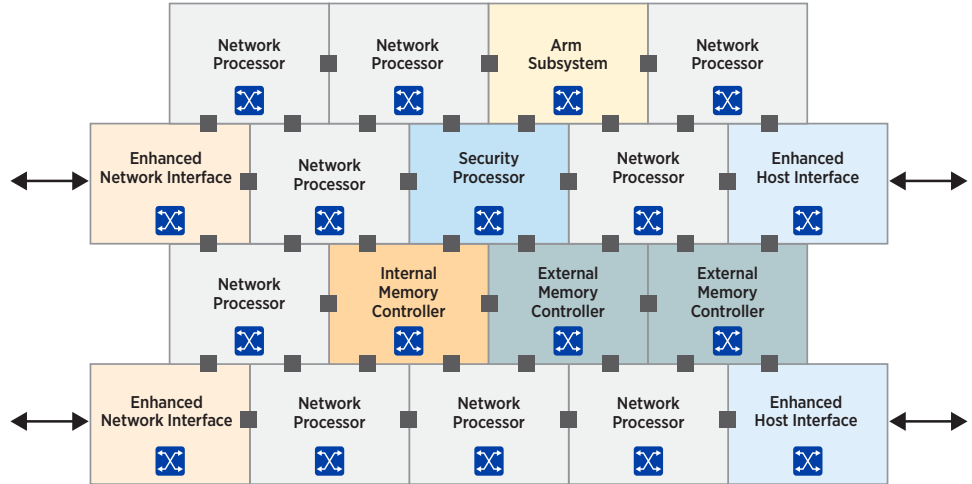 Network
Processor
Network
Processor
Arm
Subsystem
Network
Processor
Enhanced
Network Interface
Network
Processor
Security
Processor
Network
Processor
Enhanced
Host Interface
Network
Processor
Internal
Memory
Controller
External
Memory
Controller
External
Memory
Controller
Enhanced
Network Interface
Network
Processor
Network
Processor
Network
Processor
Enhanced
Host Interface